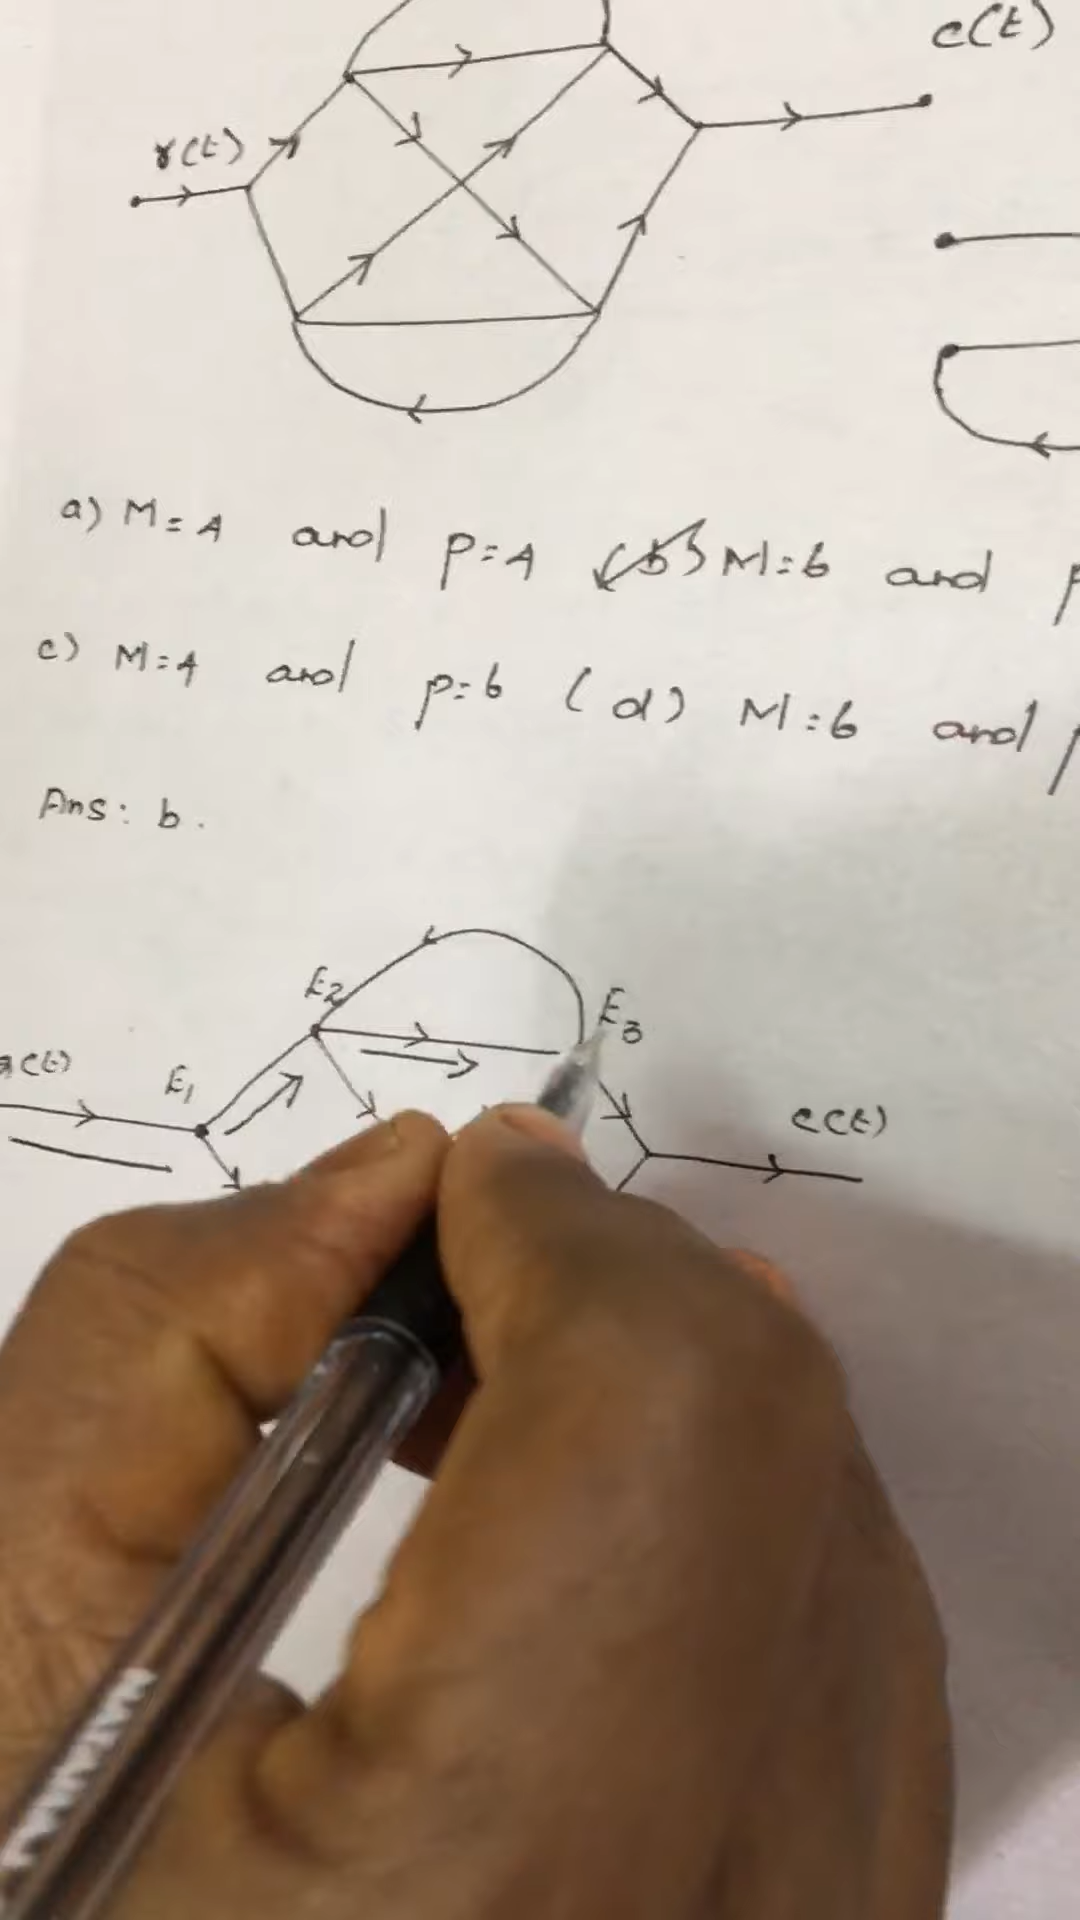 c(t)
r(t)
a) M=4 and p=4 (b) M=6 and p
c) M=4 and p=6 (d) M=6 and p
Ans: b.
E2
E3
(t)
E1
c(t)